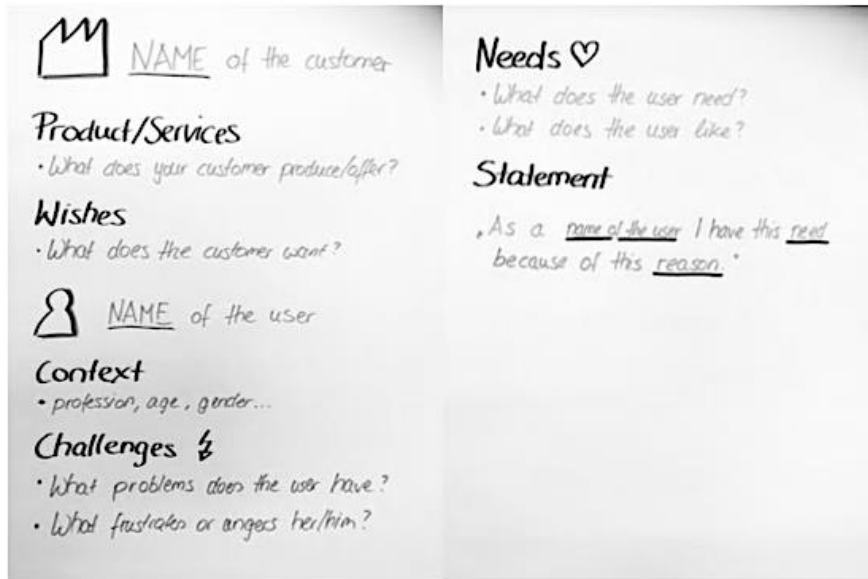 NAME of the customer
Product/Services
• What does your customer produce/offer?
Wishes
• What does the customer want?
NAME of the user
Context
• profession, age, gender...
Challenges
• What problems does the user have?
• What frustrates or angers her/him?
Needs ♡
• What does the user need?
• What does the user like?
Statement
"As a name of the user I have this need
because of this reason."